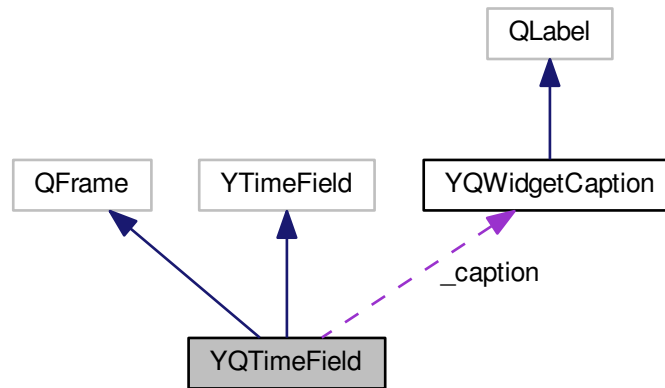 QLabel
QFrame
YTimeField
YQWidgetCaption
_caption
YQTimeField